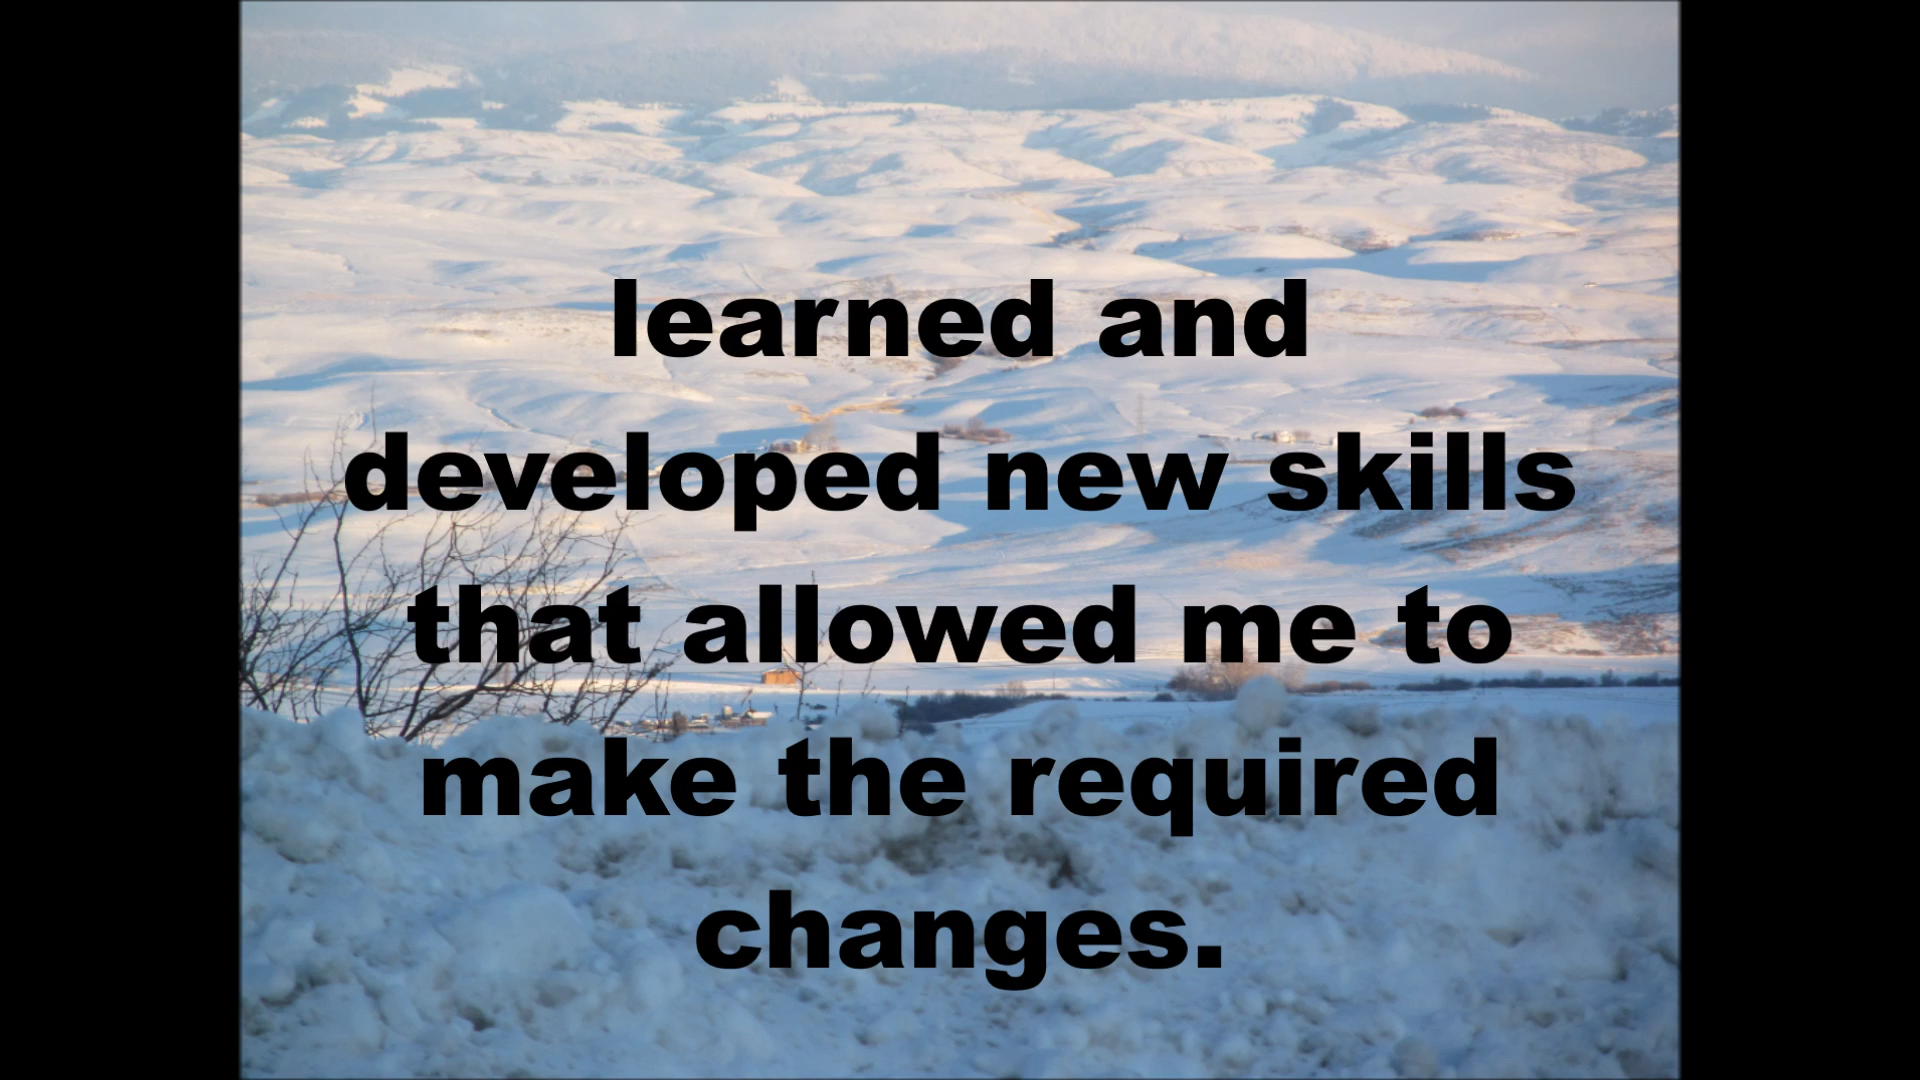 learned and
developed new skills
that allowed me to
make the required
changes.